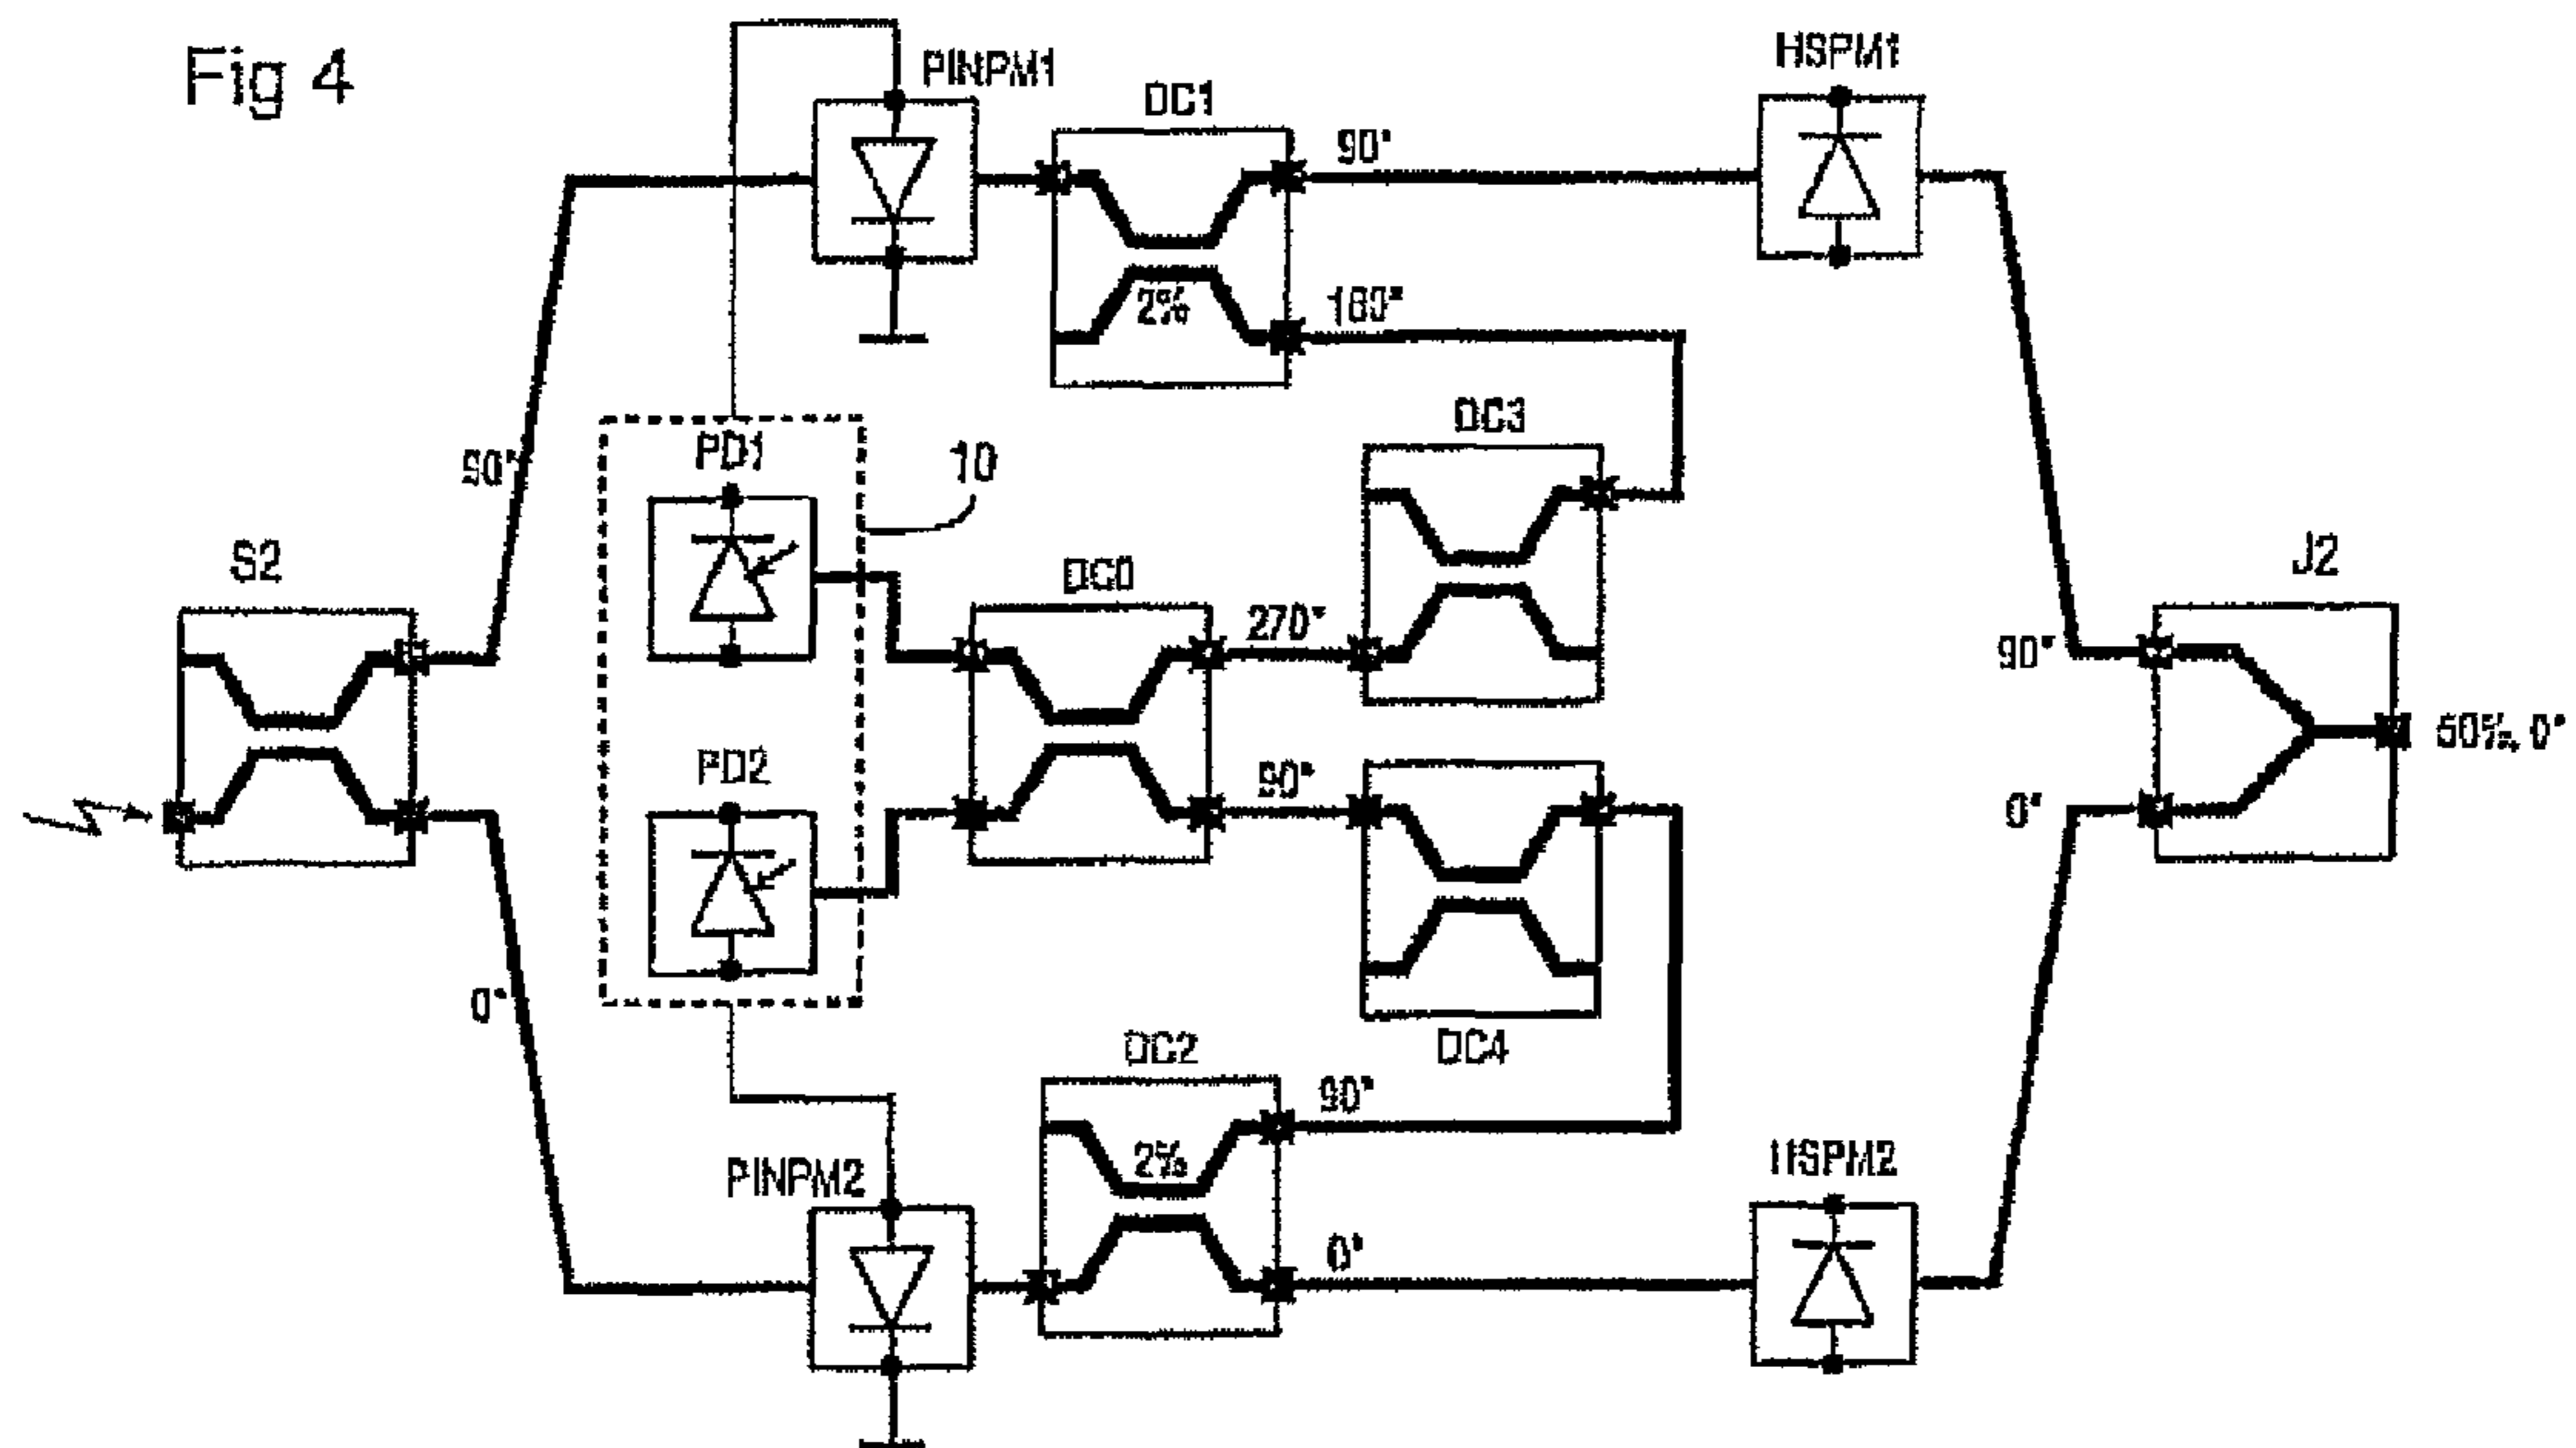 Fig 4
PINPM1
DC1
HSPM1
90°
2%
180°
DC3
PD1
10
90°
S2
DC0
270°
J2
90°
50%, 0°
PD2
90°
0°
0°
DC2
DC4
90°
2%
PINPM2
HSPM2
0°